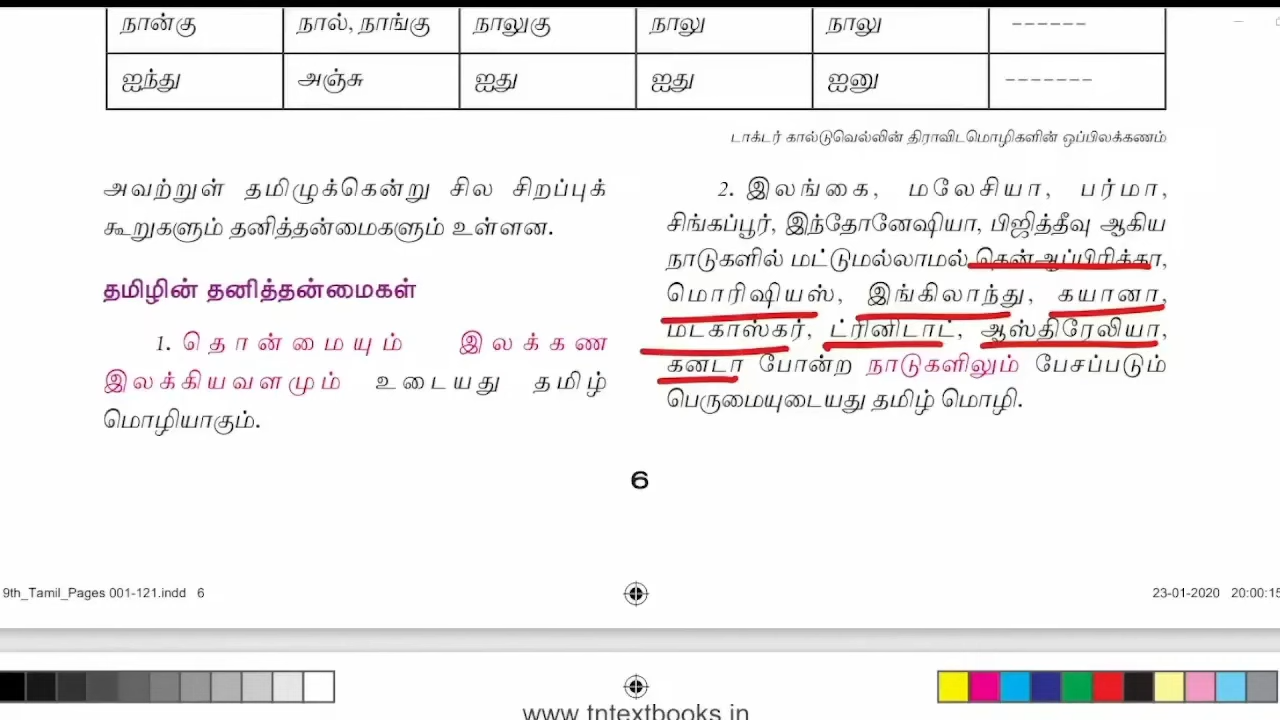 நான்கு நால், நாங்கு நாலுகு நாலு நாலு ------
ஐந்து அஞ்சு ஐது ஐது ஐனு -------
டாக்டர் கால்டுவெல்லின் திராவிடமொழிகளின் ஒப்பிலக்கணம்
அவற்றுள் தமிழுக்கென்று சில சிறப்புக்
கூறுகளும் தனித்தன்மைகளும் உள்ளன.
தமிழின் தனித்தன்மைகள்
1. தொன்மையும் இலக்கண
இலக்கியவளமும் உடையது தமிழ்
மொழியாகும்.
2. இலங்கை, மலேசியா, பர்மா,
சிங்கப்பூர், இந்தோனேஷியா, பிஜித்தீவு ஆகிய
நாடுகளில் மட்டுமல்லாமல் தென்ஆப்பிரிக்கா,
மொரிஷியஸ், இங்கிலாந்து, கயானா,
மடகாஸ்கர், ட்ரினிடாட், ஆஸ்திரேலியா,
கனடா போன்ற நாடுகளிலும் பேசப்படும்
பெருமையுடையது தமிழ் மொழி.
6
9th_Tamil_Pages 001-121.indd 6 23-01-2020 20:00:15
www.tntextbooks.in